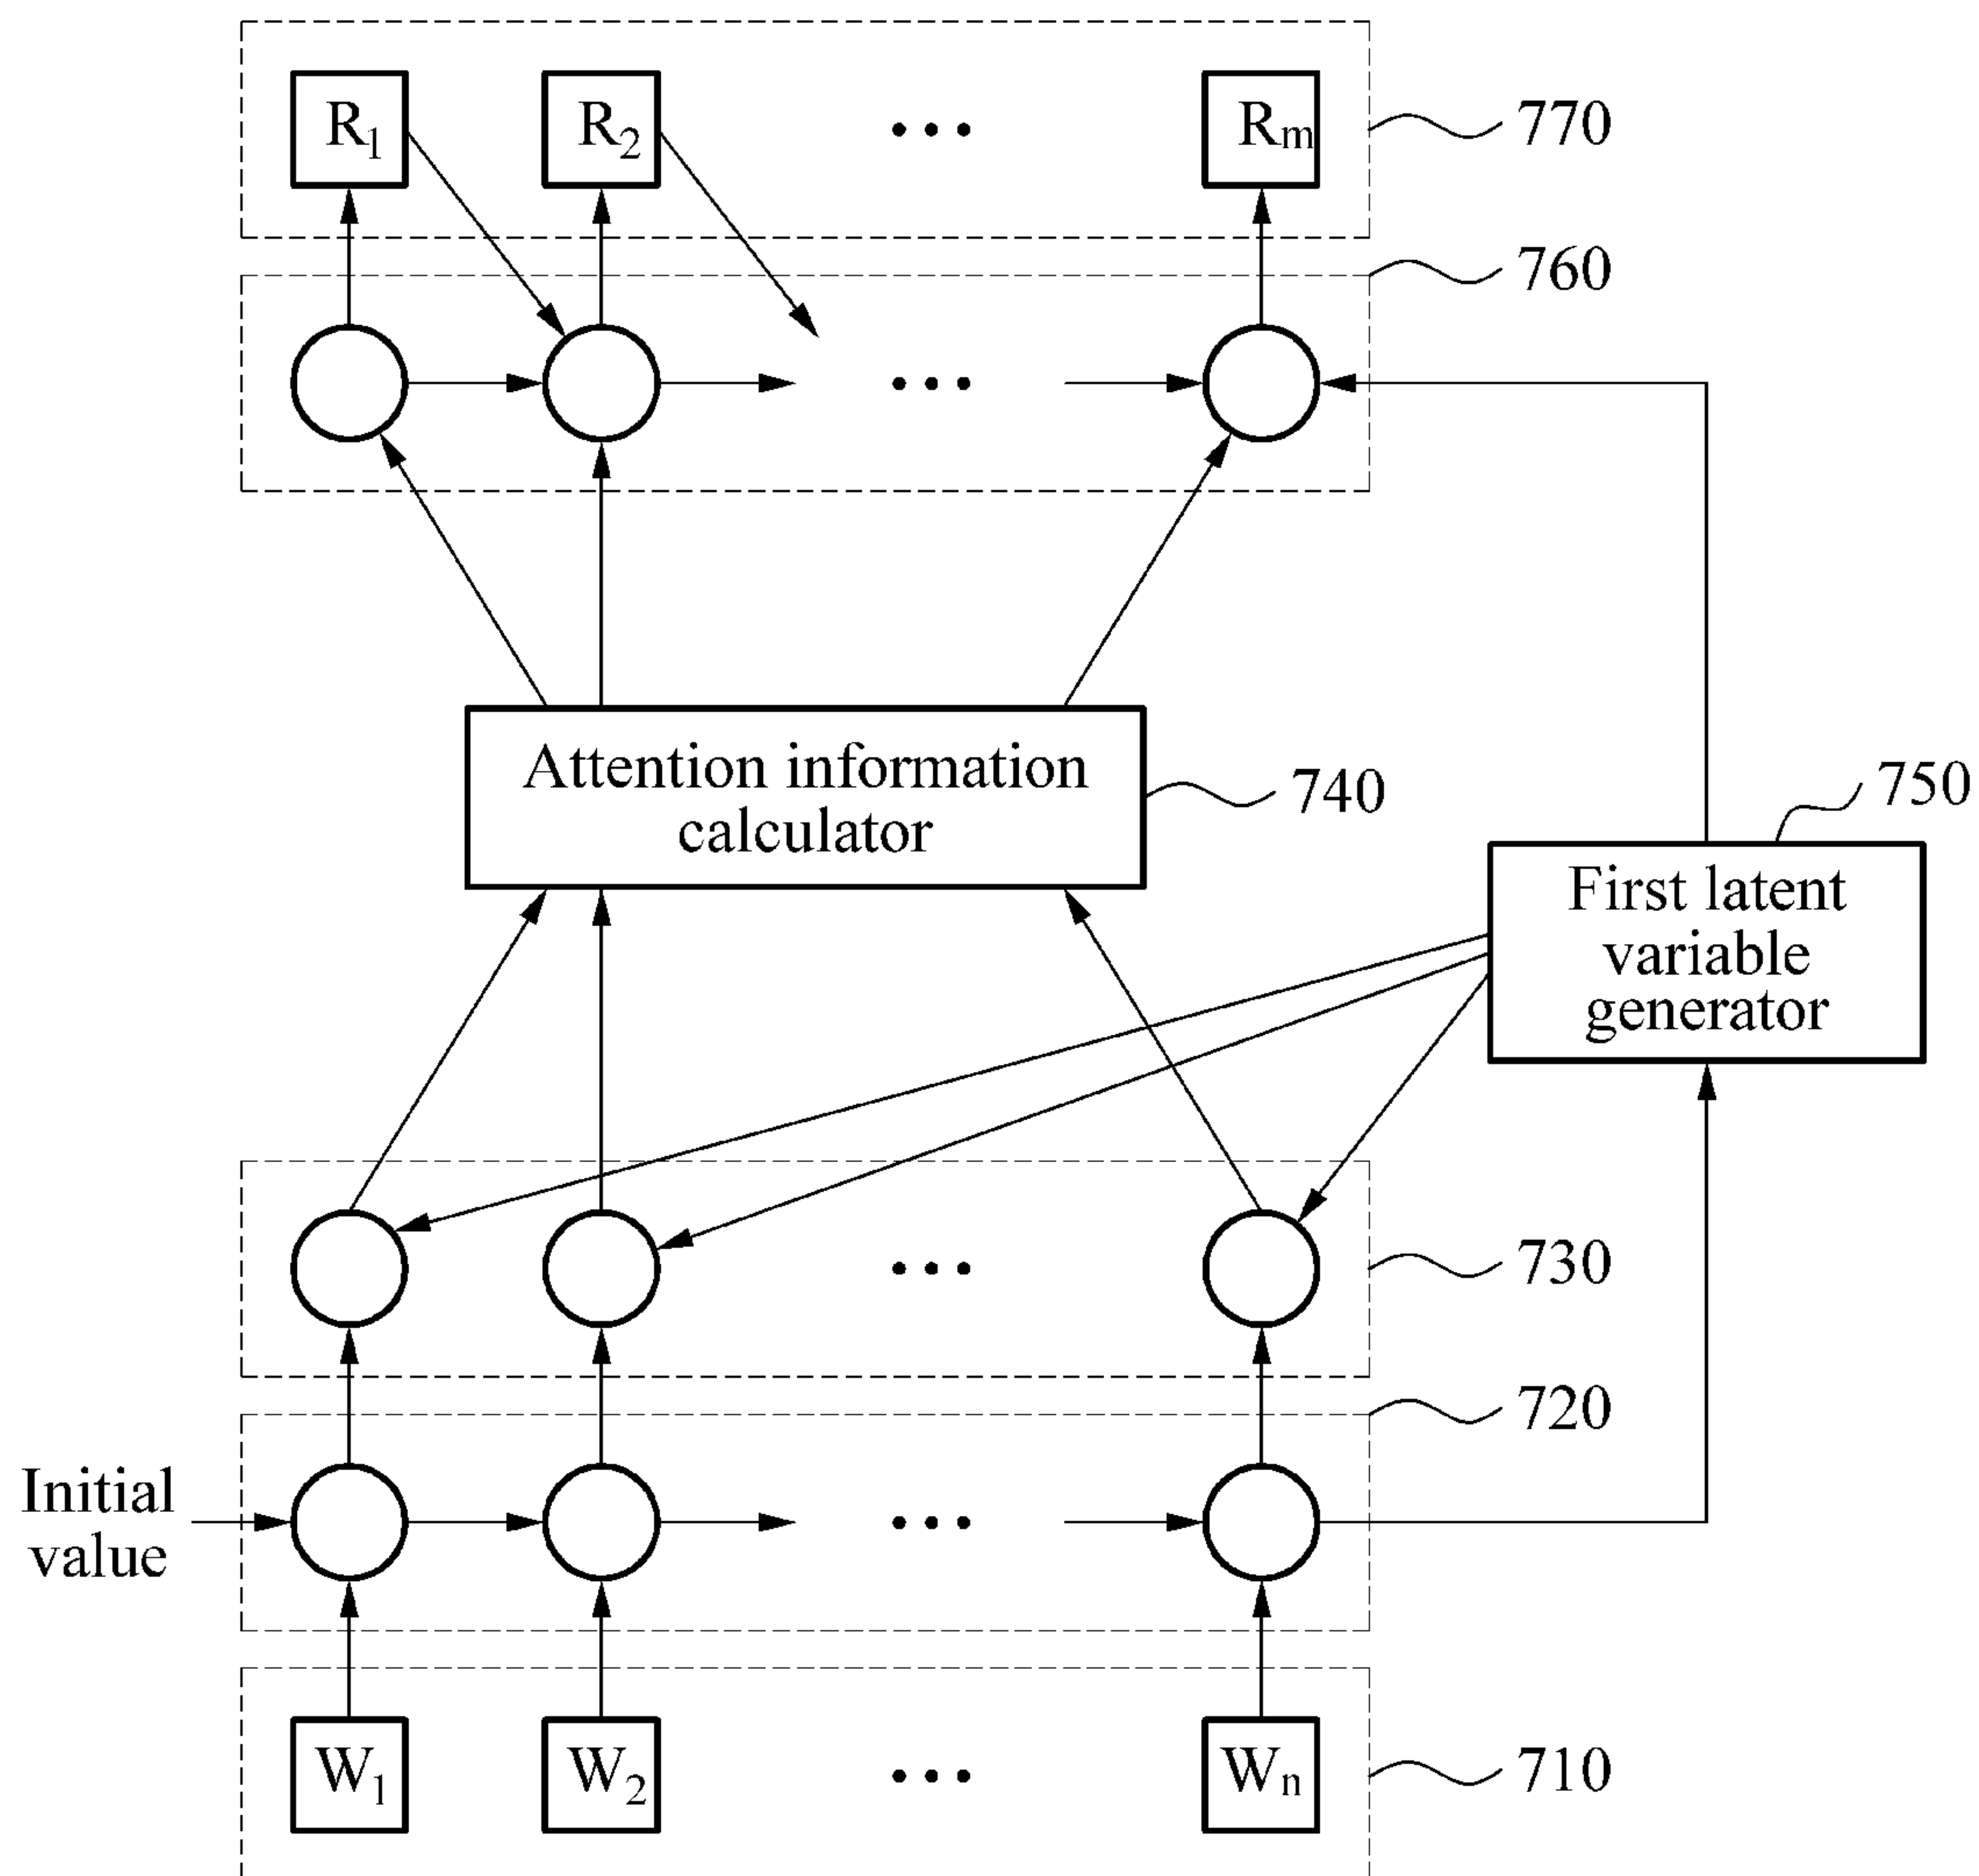 R1 R2 ... Rm 770
760
Attention information
calculator
740
750
First latent
variable
generator
... 730
720
Initial
value
W1 W2 ... Wn 710